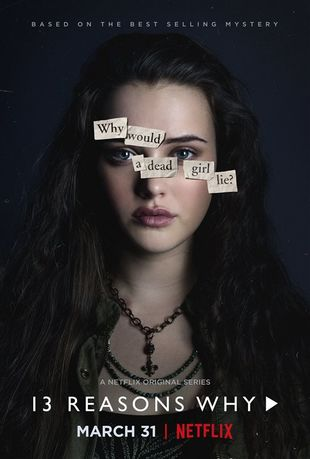 BASED ON THE BEST SELLING MYSTERY
Why would
a dead girl
lie?
A NETFLIX ORIGINAL SERIES
13 REASONS WHY
MARCH 31 | NETFLIX